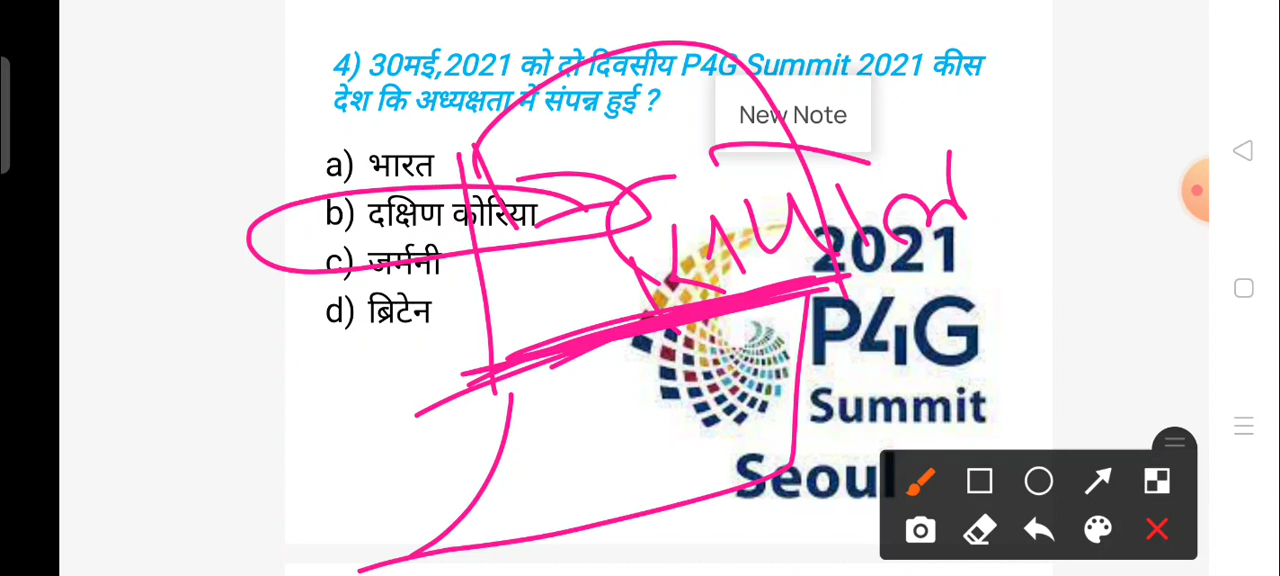 4) 30मई,2021 को दो दिवसीय P4G Summit 2021 कीस
देश कि अध्यक्षता में संपन्न हुई ?
New Note
a) भारत
b) दक्षिण कोरिया
c) जर्मनी
d) ब्रिटेन
2021
P4G
Summit
Seoul